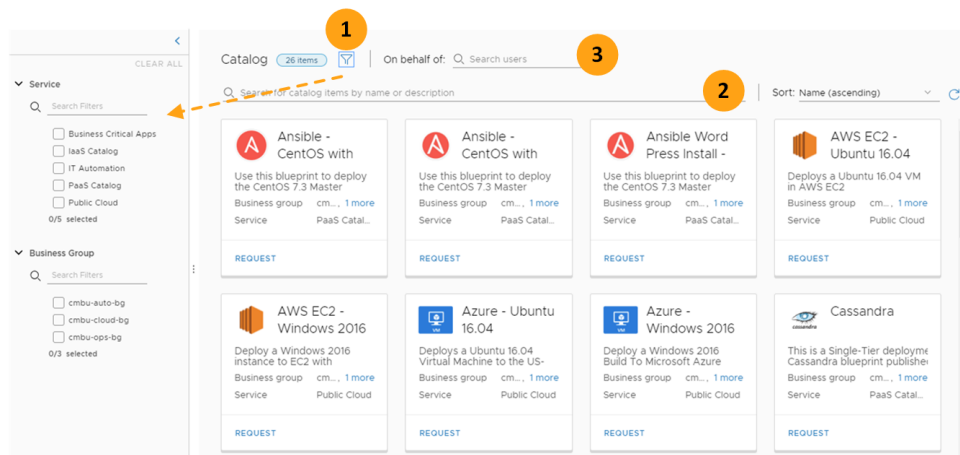 1
CLEAR ALL
Service
Search Filters
Business Critical Apps
IaaS Catalog
IT Automation
PaaS Catalog
Public Cloud
0/5 selected
Business Group
Search Filters
cmbu-auto-bg
cmbu-cloud-bg
cmbu-ops-bg
0/3 selected
Catalog 26 items On behalf of: Search users 3
Search for catalog items by name or description 2 Sort: Name (ascending)
Ansible -
CentOS with
Use this blueprint to deploy
the CentOS 7.3 Master
Business group cm..., 1 more
Service PaaS Catal...
REQUEST
Ansible -
CentOS with
Use this blueprint to deploy
the CentOS 7.3 Master
Business group cm..., 1 more
Service PaaS Catal...
REQUEST
Ansible Word
Press Install -
Use this blueprint to deploy
the CentOS 7.3 Master
Business group cm..., 1 more
Service PaaS Catal...
REQUEST
AWS EC2 -
Ubuntu 16.04
Deploys a Ubuntu 16.04 VM
in AWS EC2
Business group cm..., 1 more
Service Public Cloud
REQUEST
AWS EC2 -
Windows 2016
Deploy a Windows 2016
instance to EC2 with
Business group cm..., 1 more
Service Public Cloud
REQUEST
VM
Azure - Ubuntu
16.04
Deploys a Ubuntu 16.04
Virtual Machine to the US-
Business group cm..., 1 more
Service Public Cloud
REQUEST
VM
Azure -
Windows 2016
Deploy a Windows 2016
Build To Microsoft Azure
Business group cm..., 1 more
Service Public Cloud
REQUEST
cassandra
Cassandra
This is a Single-Tier deployme
Cassandra blueprint publishe
Business group cm..., 1 more
Service PaaS Catal...
REQUEST